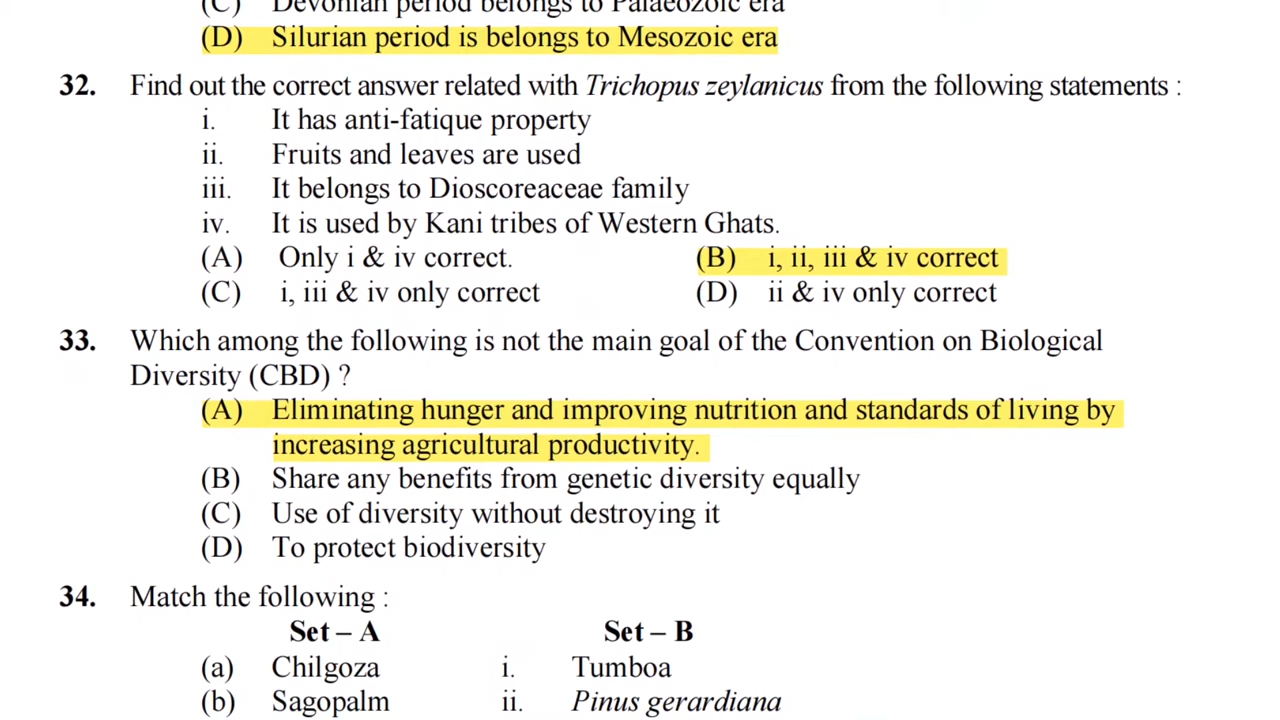 (C) Devonian period belongs to Palaeozoic era
(D) Silurian period is belongs to Mesozoic era
32. Find out the correct answer related with Trichopus zeylanicus from the following statements :
i. It has anti-fatique property
ii. Fruits and leaves are used
iii. It belongs to Dioscoreaceae family
iv. It is used by Kani tribes of Western Ghats.
(A) Only i & iv correct. (B) i, ii, iii & iv correct
(C) i, iii & iv only correct (D) ii & iv only correct
33. Which among the following is not the main goal of the Convention on Biological
Diversity (CBD) ?
(A) Eliminating hunger and improving nutrition and standards of living by
increasing agricultural productivity.
(B) Share any benefits from genetic diversity equally
(C) Use of diversity without destroying it
(D) To protect biodiversity
34. Match the following :
Set – A Set – B
(a) Chilgoza i. Tumboa
(b) Sagopalm ii. Pinus gerardiana